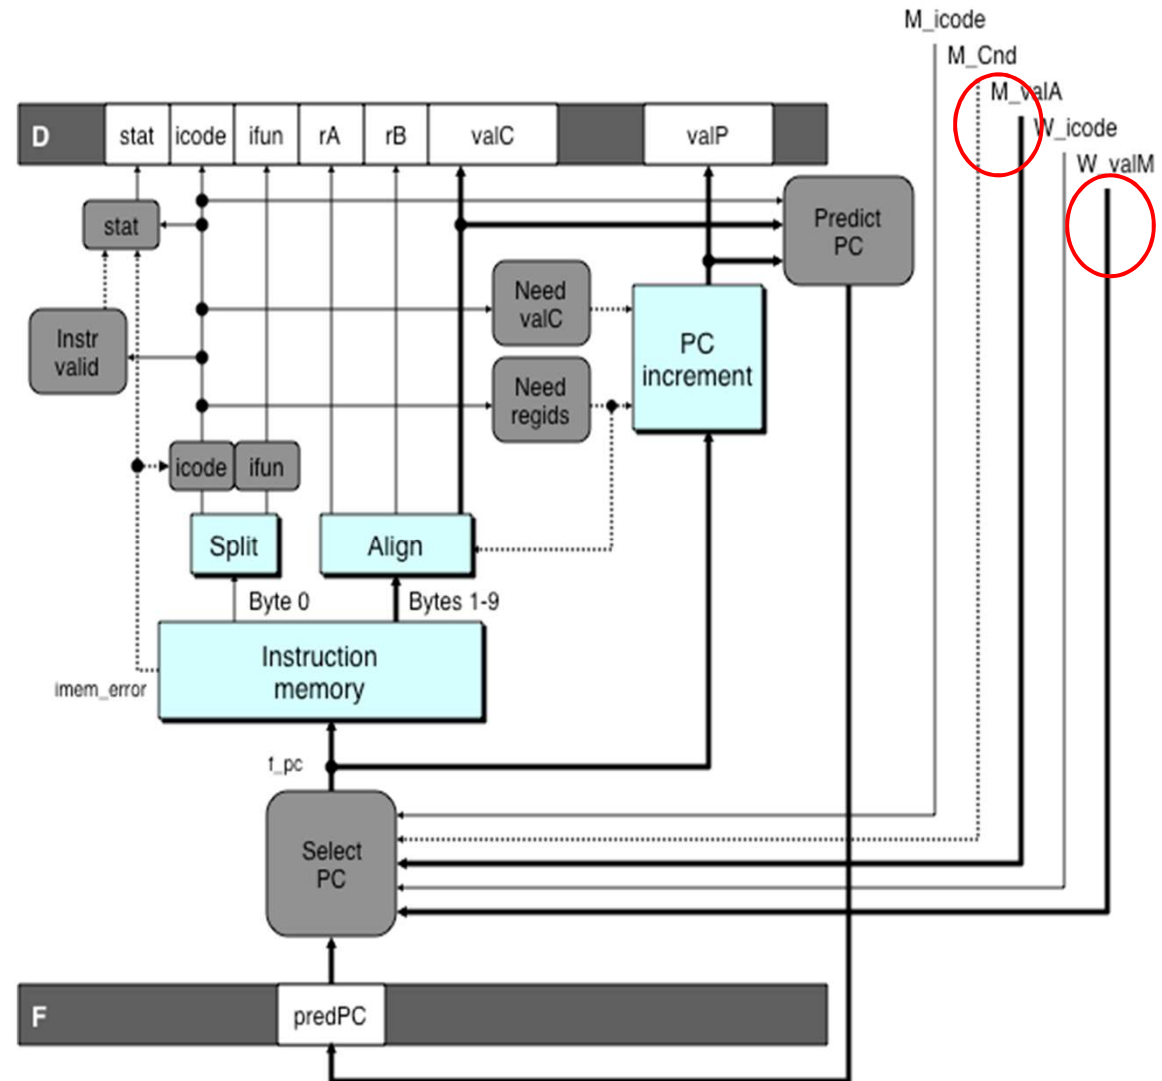 M_icode
M_Cnd
M_valA
W_icode
W_valM
D
stat
icode
ifun
rA
rB
valC
valP
stat
Predict
PC
Need
valC
Instr
valid
PC
increment
Need
regids
icode
ifun
Split
Align
Byte 0
Bytes 1-9
Instruction
memory
imem_error
f_pc
Select
PC
F
predPC